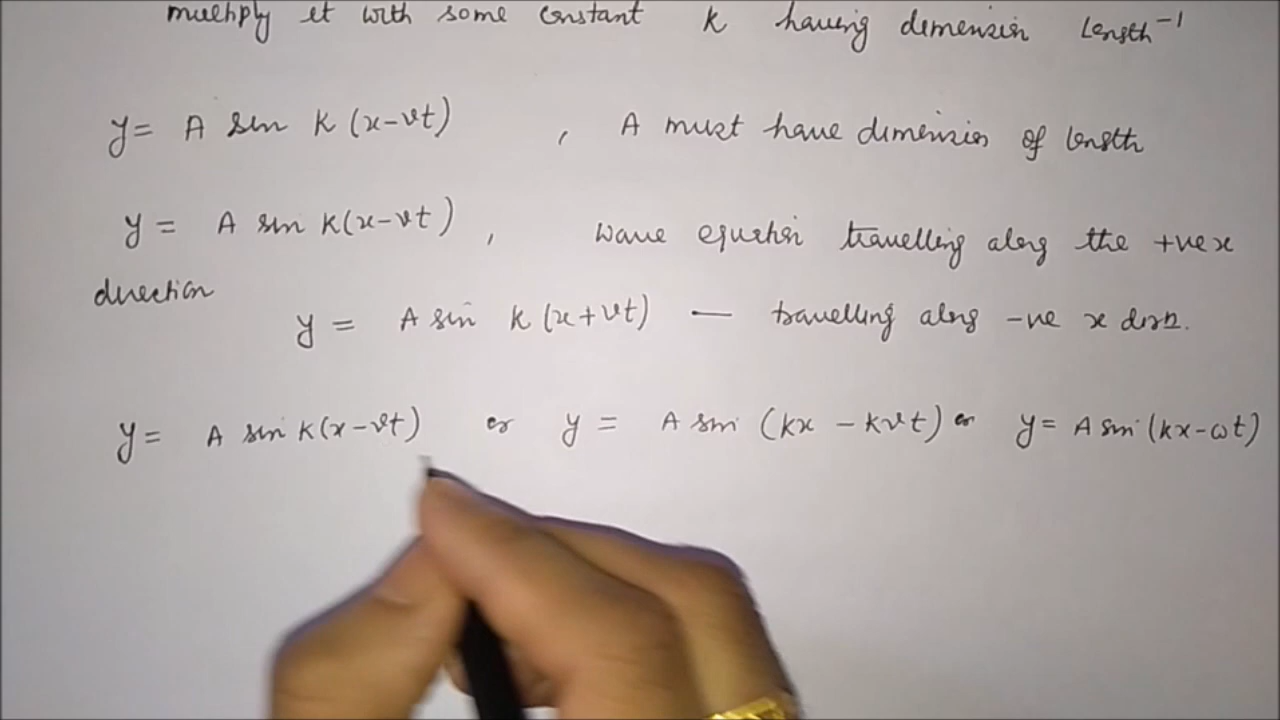 multiply it with some constant K having dimension Length⁻¹
y = A sin K (x-vt) , A must have dimension of length
y = A sin K(x-vt) , wave equation travelling along the +ve x
direction
y = A sin K (x+vt) — travelling along -ve x dirn.
y = A sin K(x-vt) or y = A sin (Kx - Kvt) or y = A sin (Kx-ωt)